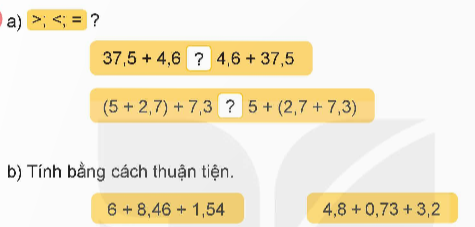 a) >; <; = ?
37,5 + 4,6 ? 4,6 + 37,5
(5 + 2,7) + 7,3 ? 5 + (2,7 + 7,3)
b) Tính bằng cách thuận tiện.
6 + 8,46 + 1,54 4,8 + 0,73 + 3,2